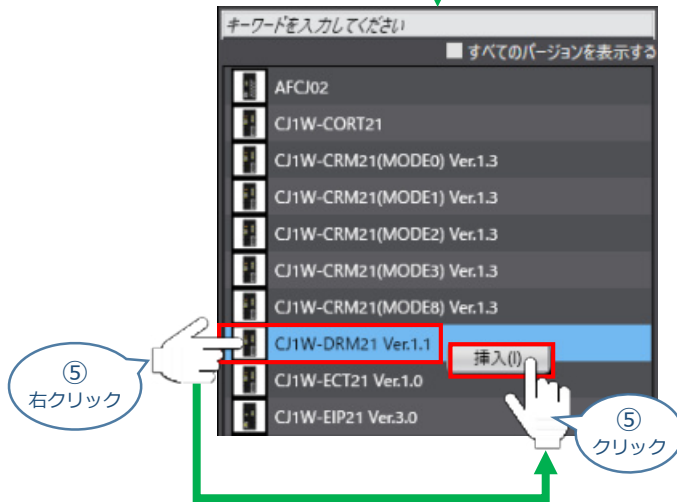 キーワードを入力してください
すべてのバージョンを表示する
AFCJ02
CJ1W-CORT21
CJ1W-CRM21(MODE0) Ver.1.3
CJ1W-CRM21(MODE1) Ver.1.3
CJ1W-CRM21(MODE2) Ver.1.3
CJ1W-CRM21(MODE3) Ver.1.3
CJ1W-CRM21(MODE8) Ver.1.3
CJ1W-DRM21 Ver.1.1
挿入(I)
⑤
右クリック
CJ1W-ECT21 Ver.1.0
CJ1W-EIP21 Ver.3.0
⑤
クリック